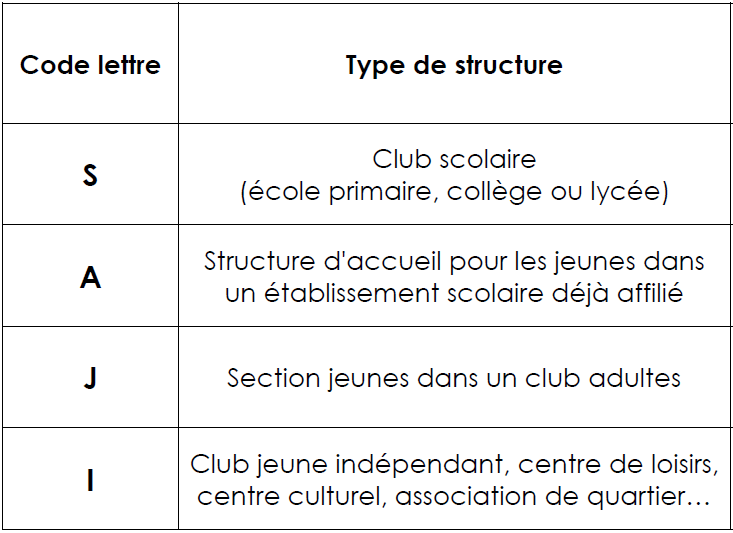 Code lettre
Type de structure
S
Club scolaire
(école primaire, collège ou lycée)
A
Structure d'accueil pour les jeunes dans
un établissement scolaire déjà affilié
J
Section jeunes dans un club adultes
I
Club jeune indépendant, centre de loisirs,
centre culturel, association de quartier…